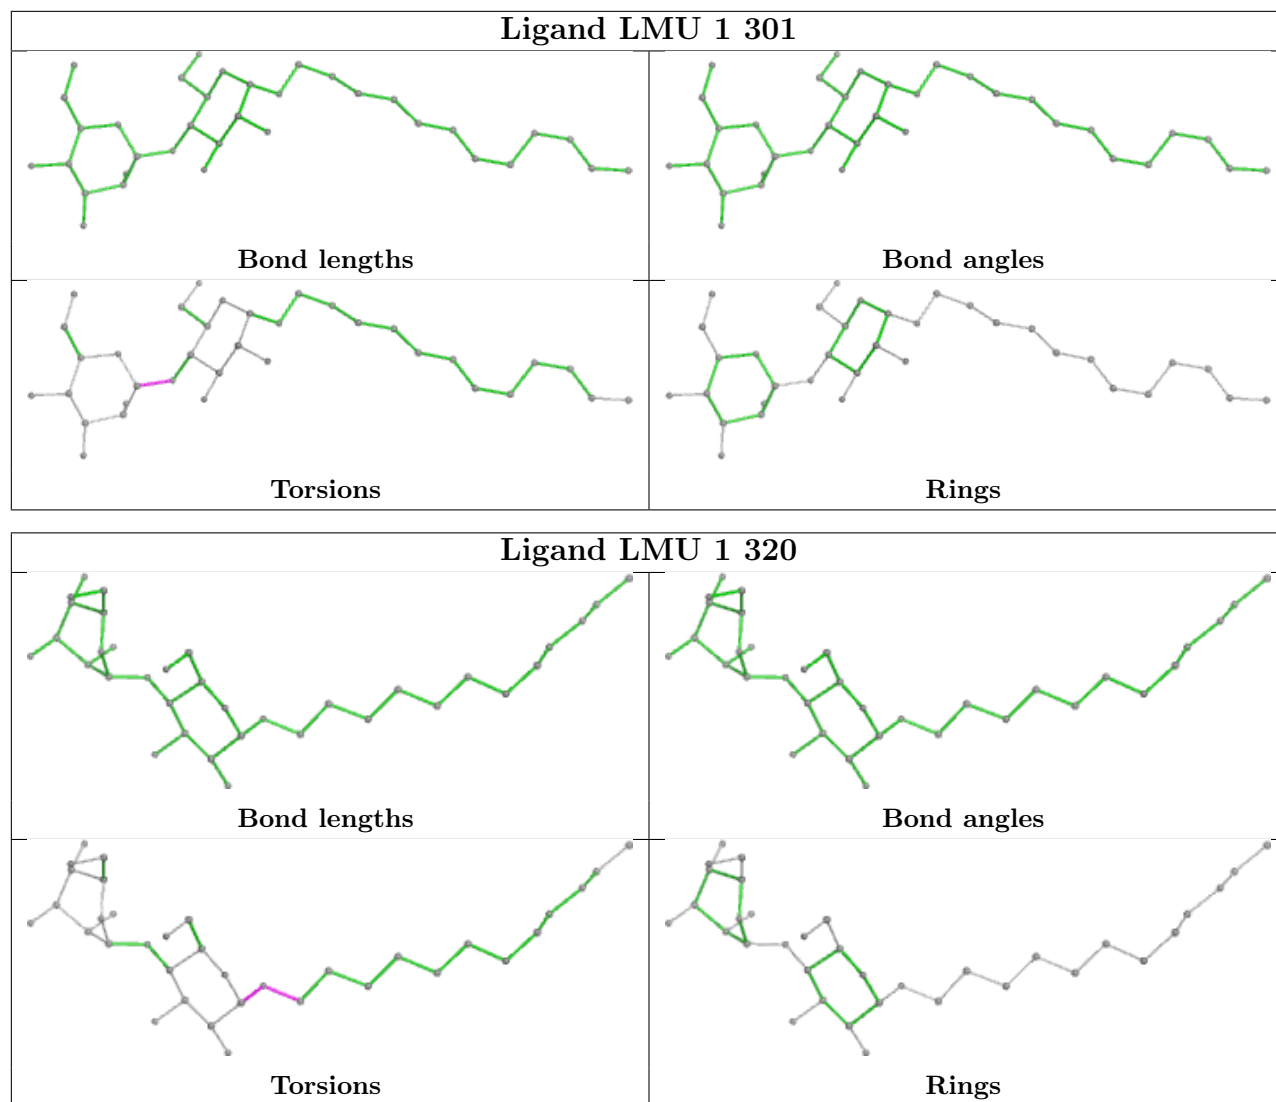 Ligand LMU 1 301
Bond lengths
Bond angles
Torsions
Rings
Ligand LMU 1 320
Bond lengths
Bond angles
Torsions
Rings